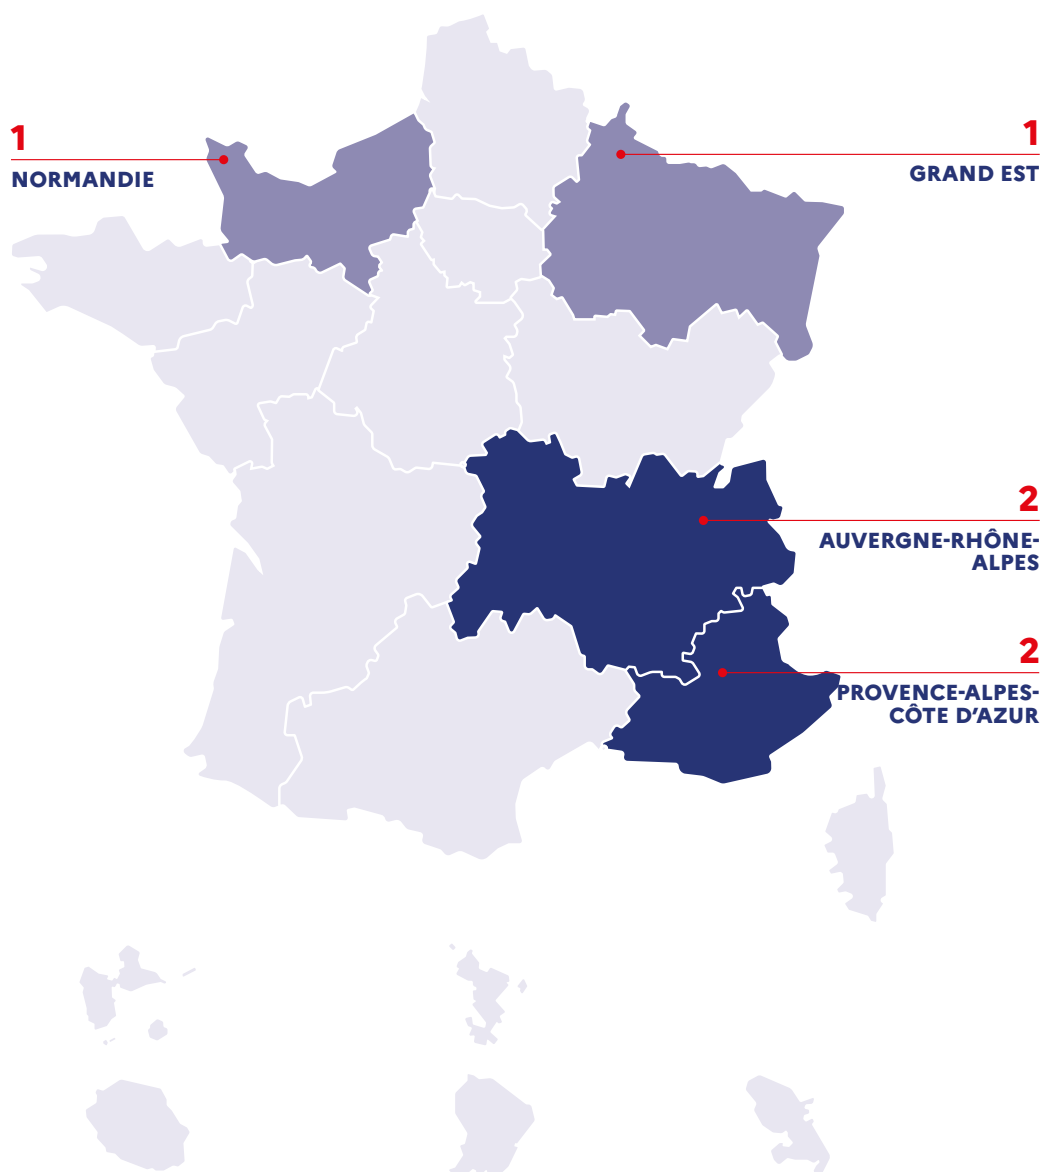 1
NORMANDIE
1
GRAND EST
2
AUVERGNE-RHÔNE-
ALPES
2
PROVENCE-ALPES-
CÔTE D’AZUR